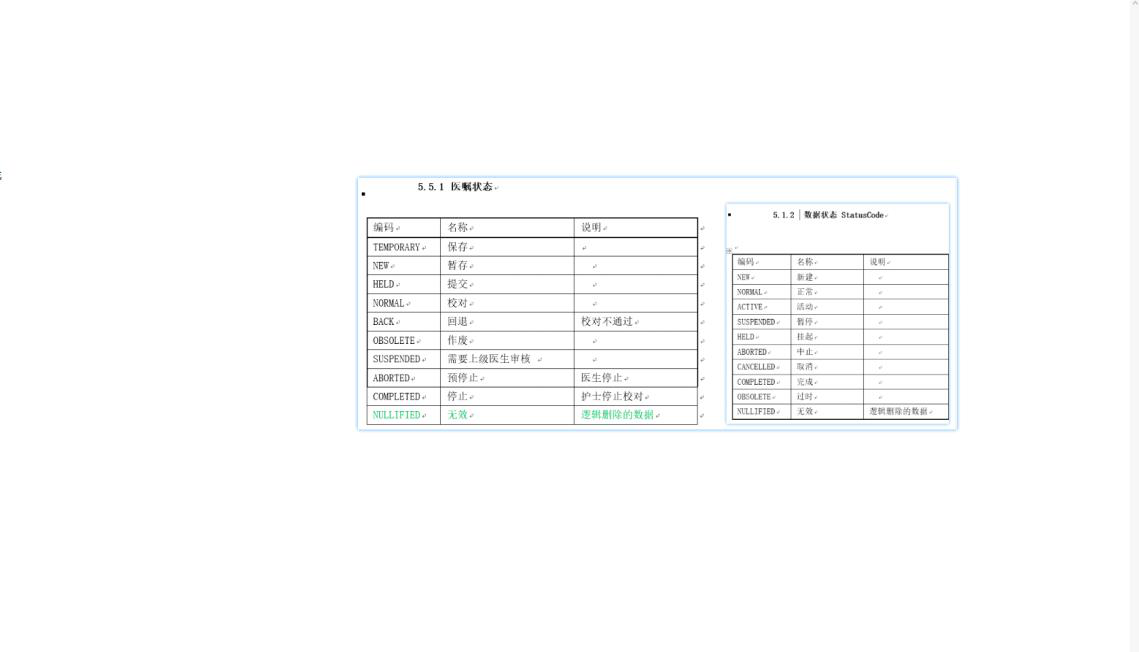 5.5.1 医嘱状态
编码 名称 说明
TEMPORARY 保存
NEW 暂存
HELD 提交
NORMAL 校对
BACK 回退 校对不通过
OBSOLETE 作废
SUSPENDED 需要上级医生审核
ABORTED 预停止 医生停止
COMPLETED 停止 护士停止校对
NULLIFIED 无效 逻辑删除的数据
5.1.2 数据状态 StatusCode
编码 名称 说明
NEW 新建
NORMAL 正常
ACTIVE 活动
SUSPENDED 暂停
HELD 挂起
ABORTED 中止
CANCELLED 取消
COMPLETED 完成
OBSOLETE 过时
NULLIFIED 无效 逻辑删除的数据